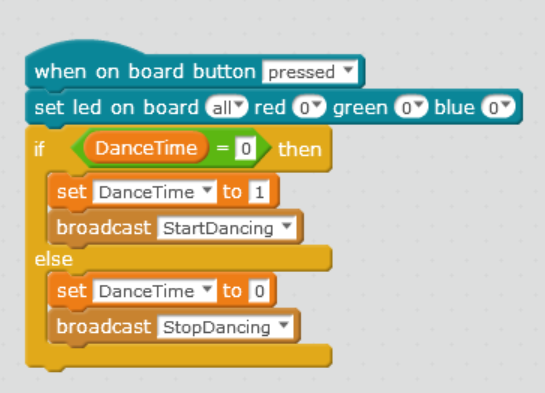 when on board button pressed
set led on board all red 0 green 0 blue 0
if DanceTime = 0 then
set DanceTime to 1
broadcast StartDancing
else
set DanceTime to 0
broadcast StopDancing